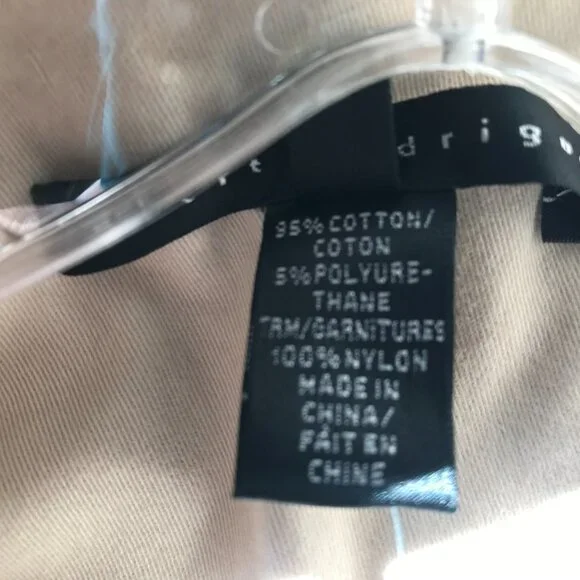 95% COTTON/
COTON
5% POLYURE-
THANE
TRM/GARNITURES
100% NYLON
MADE IN
CHINA/
FAIT EN
CHINE